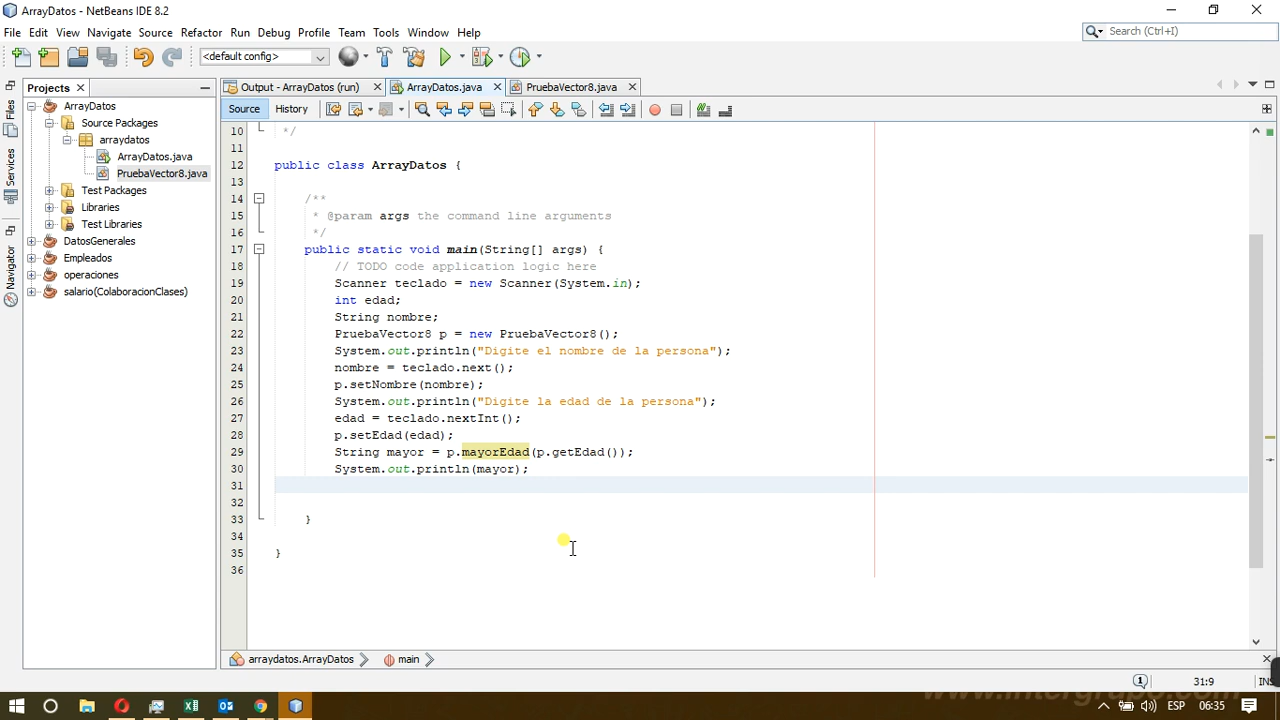 ArrayDatos - NetBeans IDE 8.2
File Edit View Navigate Source Refactor Run Debug Profile Team Tools Window Help
Search (Ctrl+I)
<default config>
Projects
Output - ArrayDatos (run)
ArrayDatos.java
PruebaVector8.java
Source History
Files
Services
Navigator
ArrayDatos
Source Packages
arraydatos
ArrayDatos.java
PruebaVector8.java
Test Packages
Libraries
Test Libraries
DatosGenerales
Empleados
operaciones
salario(ColaboracionClases)
10 */
11
12 public class ArrayDatos {
13
14 /**
15 * @param args the command line arguments
16 */
17 public static void main(String[] args) {
18 // TODO code application logic here
19 Scanner teclado = new Scanner(System.in);
20 int edad;
21 String nombre;
22 PruebaVector8 p = new PruebaVector8();
23 System.out.println("Digite el nombre de la persona");
24 nombre = teclado.next();
25 p.setNombre(nombre);
26 System.out.println("Digite la edad de la persona");
27 edad = teclado.nextInt();
28 p.setEdad(edad);
29 String mayor = p.mayorEdad(p.getEdad());
30 System.out.println(mayor);
31
32
33 }
34
35 }
36
arraydatos.ArrayDatos
main
31:9
INS
ESP
06:35